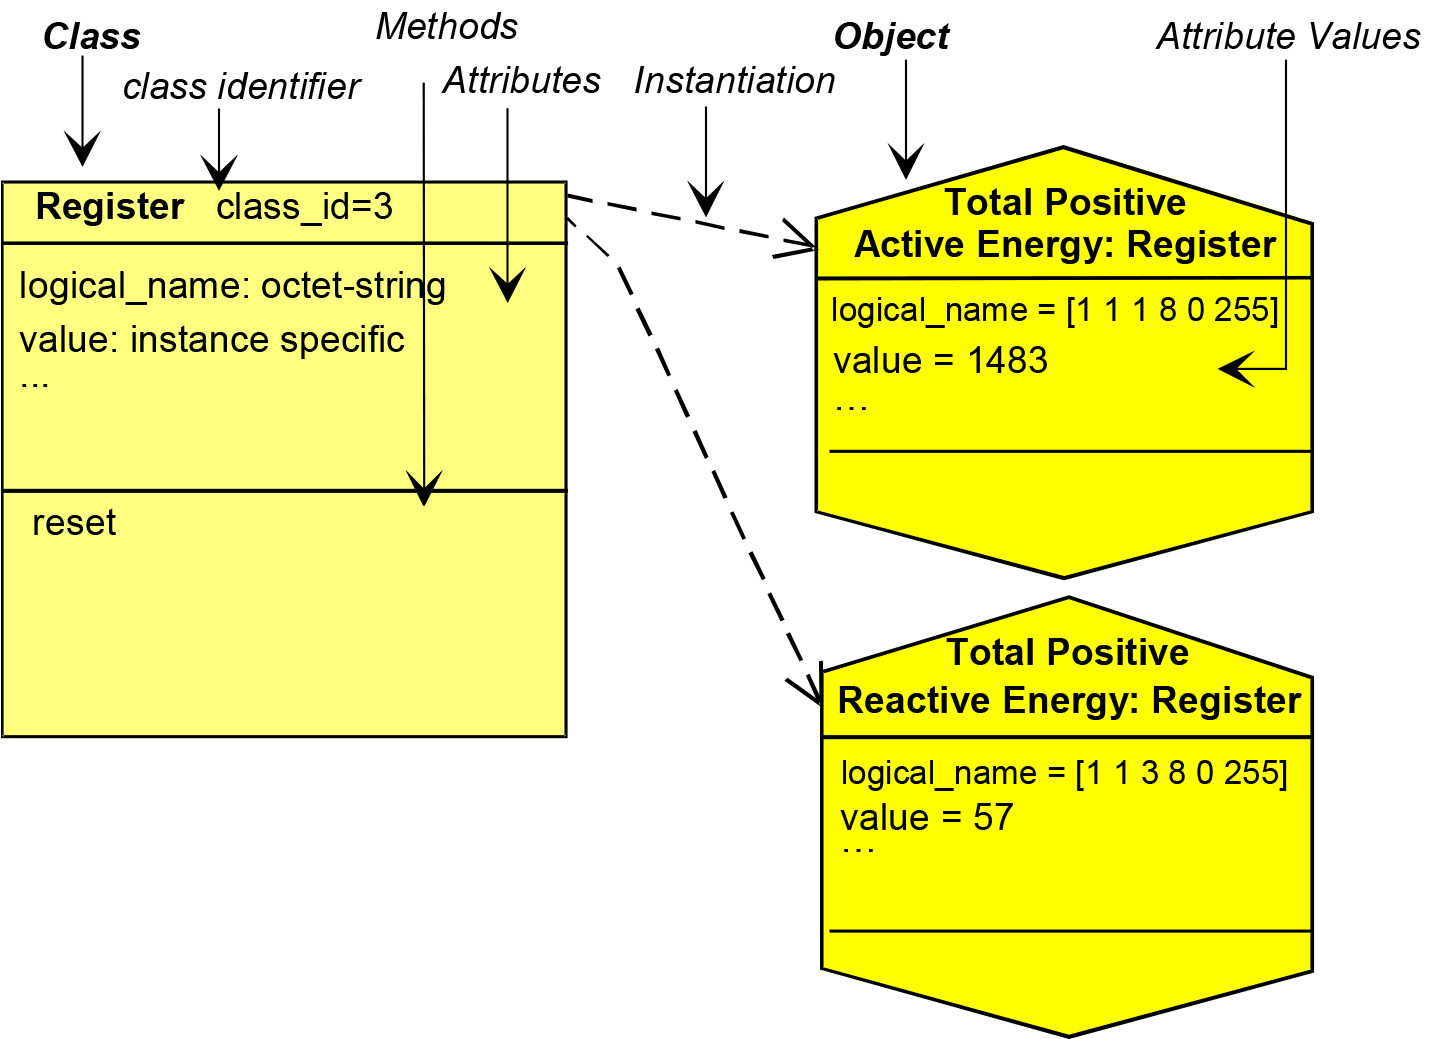 Class
class identifier
Methods
Attributes
Instantiation
Object
Attribute Values
Register class_id=3
logical_name: octet-string
value: instance specific
...
reset
Total Positive
Active Energy: Register
logical_name = [1 1 1 8 0 255]
value = 1483
...
Total Positive
Reactive Energy: Register
logical_name = [1 1 3 8 0 255]
value = 57
...